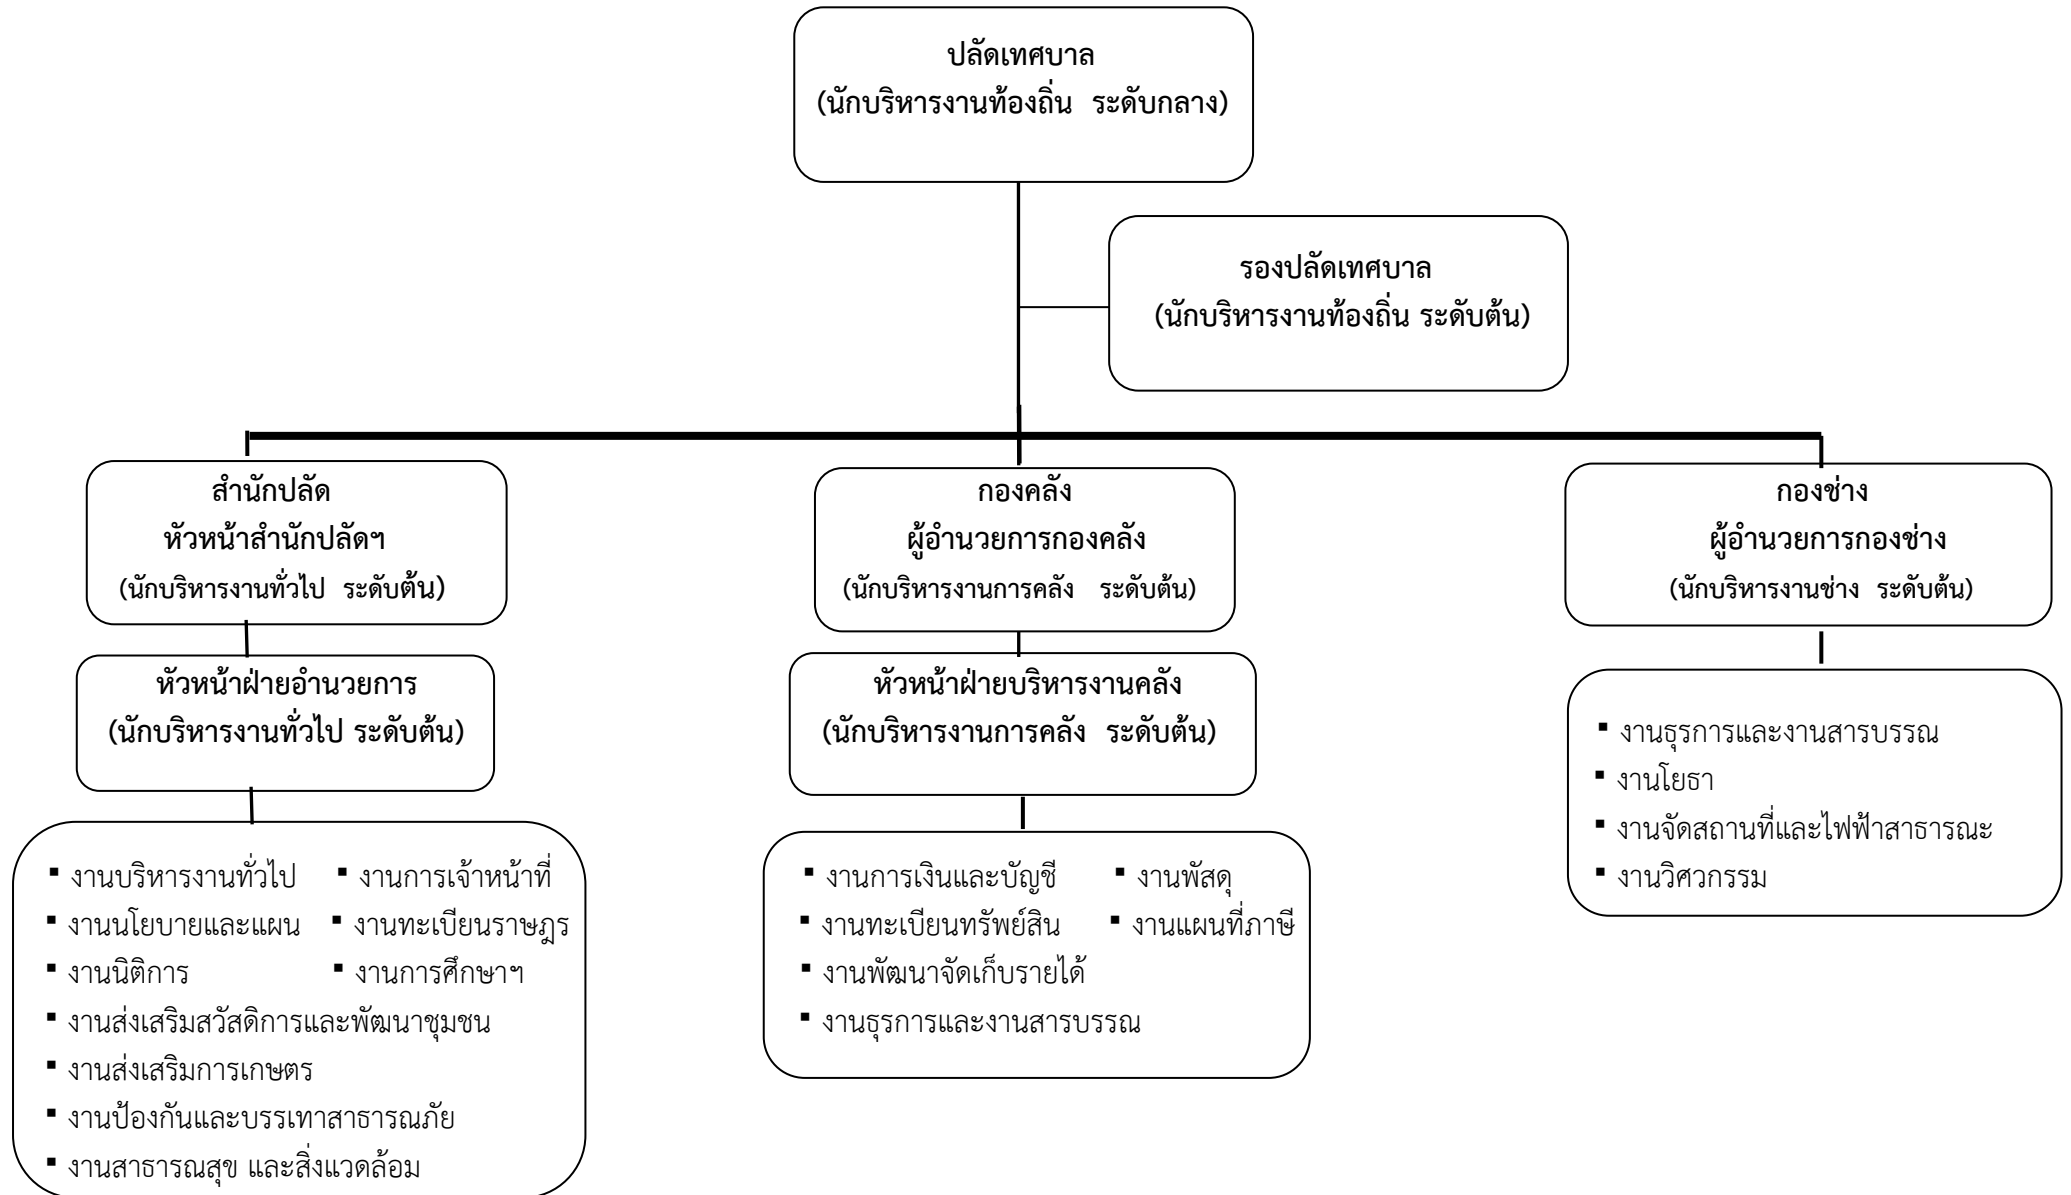 ปลัดเทศบาล
(นักบริหารงานท้องถิ่น ระดับกลาง)
รองปลัดเทศบาล
(นักบริหารงานท้องถิ่น ระดับต้น)
สำนักปลัด
หัวหน้าสำนักปลัดฯ
(นักบริหารงานทั่วไป ระดับต้น)
กองคลัง
ผู้อำนวยการกองคลัง
(นักบริหารงานการคลัง ระดับต้น)
กองช่าง
ผู้อำนวยการกองช่าง
(นักบริหารงานช่าง ระดับต้น)
หัวหน้าฝ่ายอำนวยการ
(นักบริหารงานทั่วไป ระดับต้น)
หัวหน้าฝ่ายบริหารงานคลัง
(นักบริหารงานการคลัง ระดับต้น)
▪ งานธุรการและงานสารบรรณ
▪ งานโยธา
▪ งานจัดสถานที่และไฟฟ้าสาธารณะ
▪ งานวิศวกรรม
▪ งานบริหารงานทั่วไป ▪ งานการเจ้าหน้าที่
▪ งานนโยบายและแผน ▪ งานทะเบียนราษฎร
▪ งานนิติการ ▪ งานการศึกษาฯ
▪ งานส่งเสริมสวัสดิการและพัฒนาชุมชน
▪ งานส่งเสริมการเกษตร
▪ งานป้องกันและบรรเทาสาธารณภัย
▪ งานสาธารณสุข และสิ่งแวดล้อม
▪ งานการเงินและบัญชี ▪ งานพัสดุ
▪ งานทะเบียนทรัพย์สิน ▪ งานแผนที่ภาษี
▪ งานพัฒนาจัดเก็บรายได้
▪ งานธุรการและงานสารบรรณ